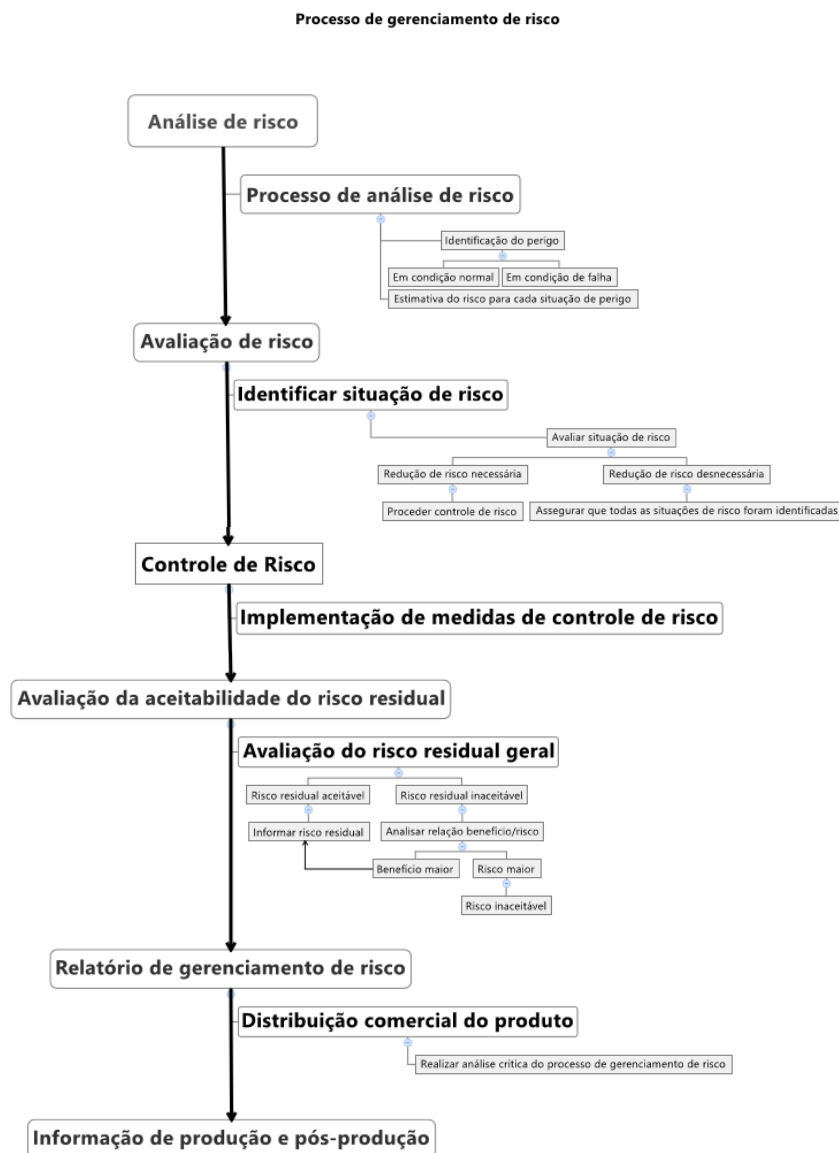 Processo de gerenciamento de risco
Análise de risco
Processo de análise de risco
Identificação do perigo
Em condição normal
Em condição de falha
Estimativa do risco para cada situação de perigo
Avaliação de risco
Identificar situação de risco
Avaliar situação de risco
Redução de risco necessária
Redução de risco desnecessária
Proceder controle de risco
Assegurar que todas as situações de risco foram identificadas
Controle de Risco
Implementação de medidas de controle de risco
Avaliação da aceitabilidade do risco residual
Avaliação do risco residual geral
Risco residual aceitável
Risco residual inaceitável
Informar risco residual
Analisar relação benefício/risco
Benefício maior
Risco maior
Risco inaceitável
Relatório de gerenciamento de risco
Distribuição comercial do produto
Realizar análise crítica do processo de gerenciamento de risco
Informação de produção e pós-produção